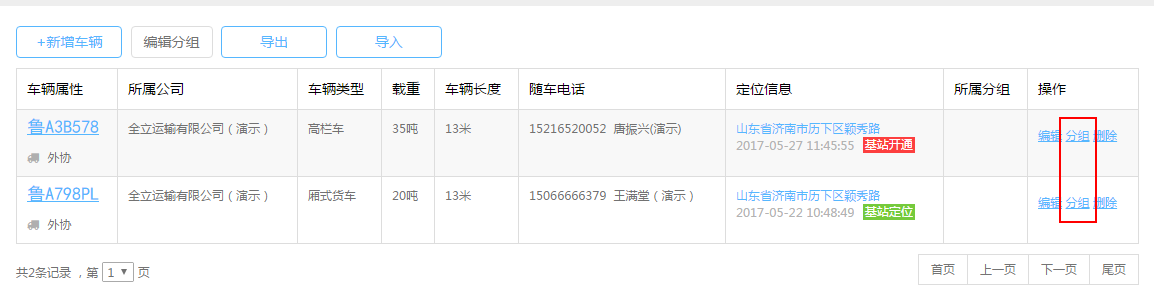 +新增车辆 编辑分组 导出 导入
车辆属性 所属公司 车辆类型 载重 车辆长度 随车电话 定位信息 所属分组 操作
鲁A3B578 全立运输有限公司（演示） 高栏车 35吨 13米 15216520052 唐振兴(演示) 山东省济南市历下区颖秀路 编辑 分组 删除
2017-05-27 11:45:55 基站开通
外协
鲁A798PL 全立运输有限公司（演示） 厢式货车 20吨 13米 15066666379 王满堂（演示） 山东省济南市历下区颖秀路 编辑 分组 删除
2017-05-22 10:48:49 基站定位
外协
共2条记录 ，第 1 页 首页 上一页 下一页 尾页